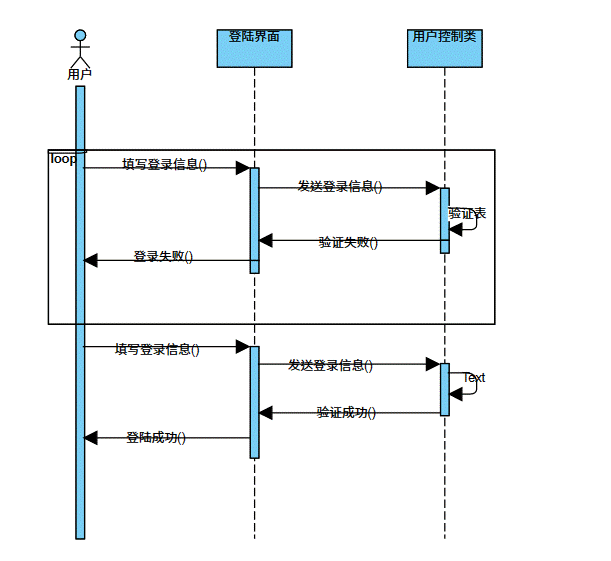 登陆界面
用户控制类
用户
loop
填写登录信息()
发送登录信息()
验证表
验证失败()
登录失败()
填写登录信息()
发送登录信息()
Text
验证成功()
登陆成功()